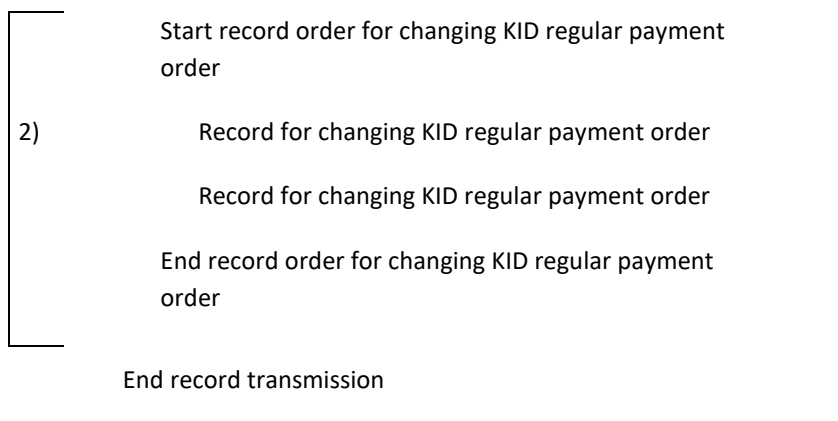 Start record order for changing KID regular payment
order
2)
Record for changing KID regular payment order
Record for changing KID regular payment order
End record order for changing KID regular payment
order
End record transmission